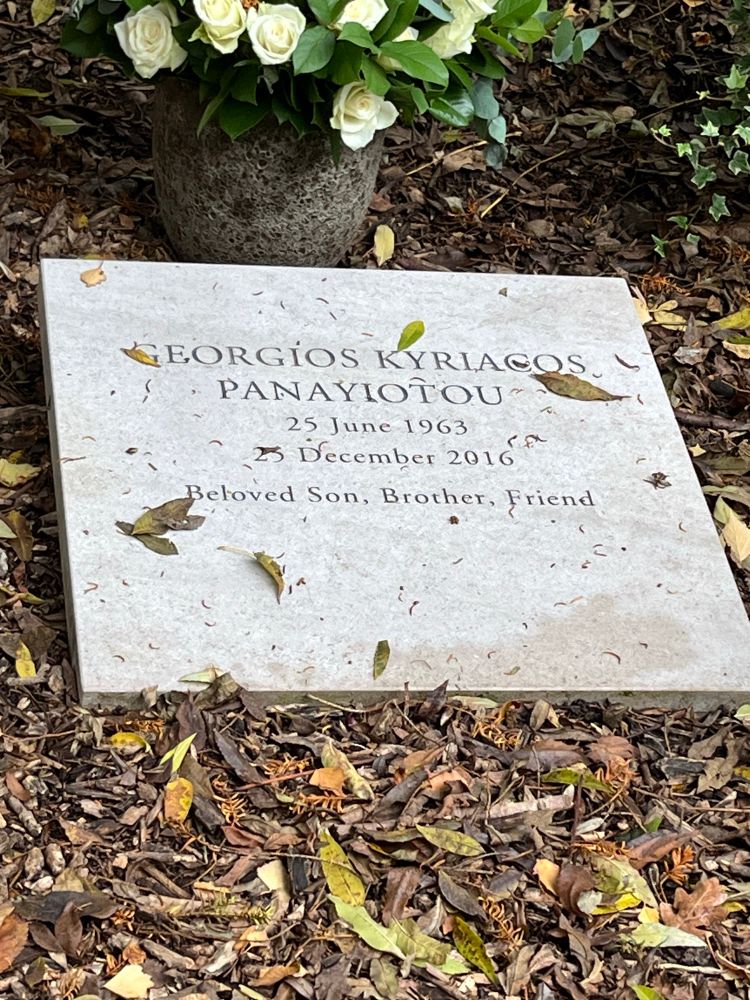 GEORGIOS KYRIACOS
PANAYIOTOU
25 June 1963
25 December 2016
Beloved Son, Brother, Friend